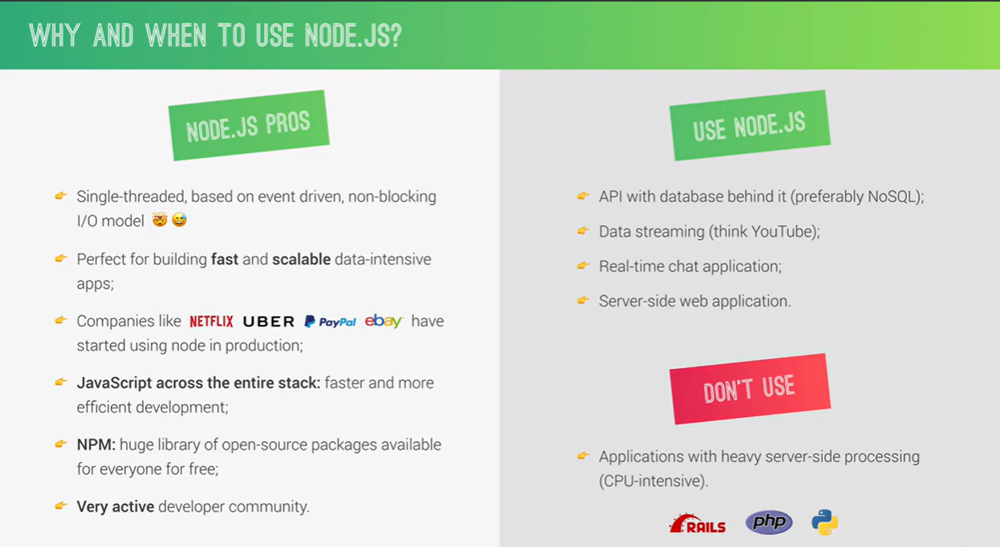 WHY AND WHEN TO USE NODE.JS?
NODE.JS PROS
Single-threaded, based on event driven, non-blocking
I/O model 🤯 😅
Perfect for building fast and scalable data-intensive
apps;
Companies like NETFLIX UBER PayPal ebay have
started using node in production;
JavaScript across the entire stack: faster and more
efficient development;
NPM: huge library of open-source packages available
for everyone for free;
Very active developer community.
USE NODE.JS
API with database behind it (preferably NoSQL);
Data streaming (think YouTube);
Real-time chat application;
Server-side web application.
DON'T USE
Applications with heavy server-side processing
(CPU-intensive).
RAILS php